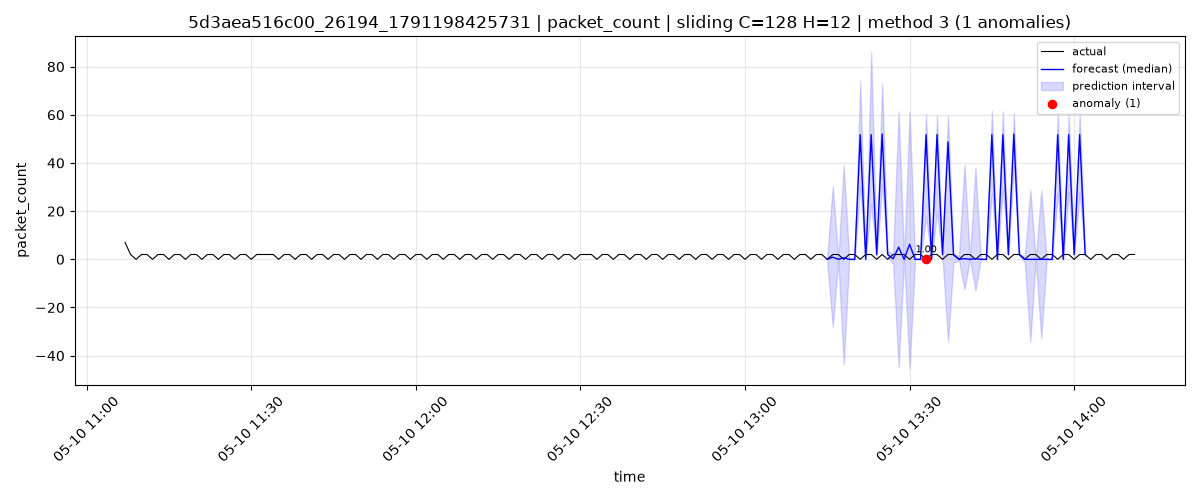 5d3aea516c00_26194_1791198425731 | packet_count | sliding C=128 H=12 | method 3 (1 anomalies)
actual
forecast (median)
prediction interval
anomaly (1)
packet_count
80
60
40
20
0
−20
−40
1.00
05-10 11:00
05-10 11:30
05-10 12:00
05-10 12:30
05-10 13:00
05-10 13:30
05-10 14:00
time